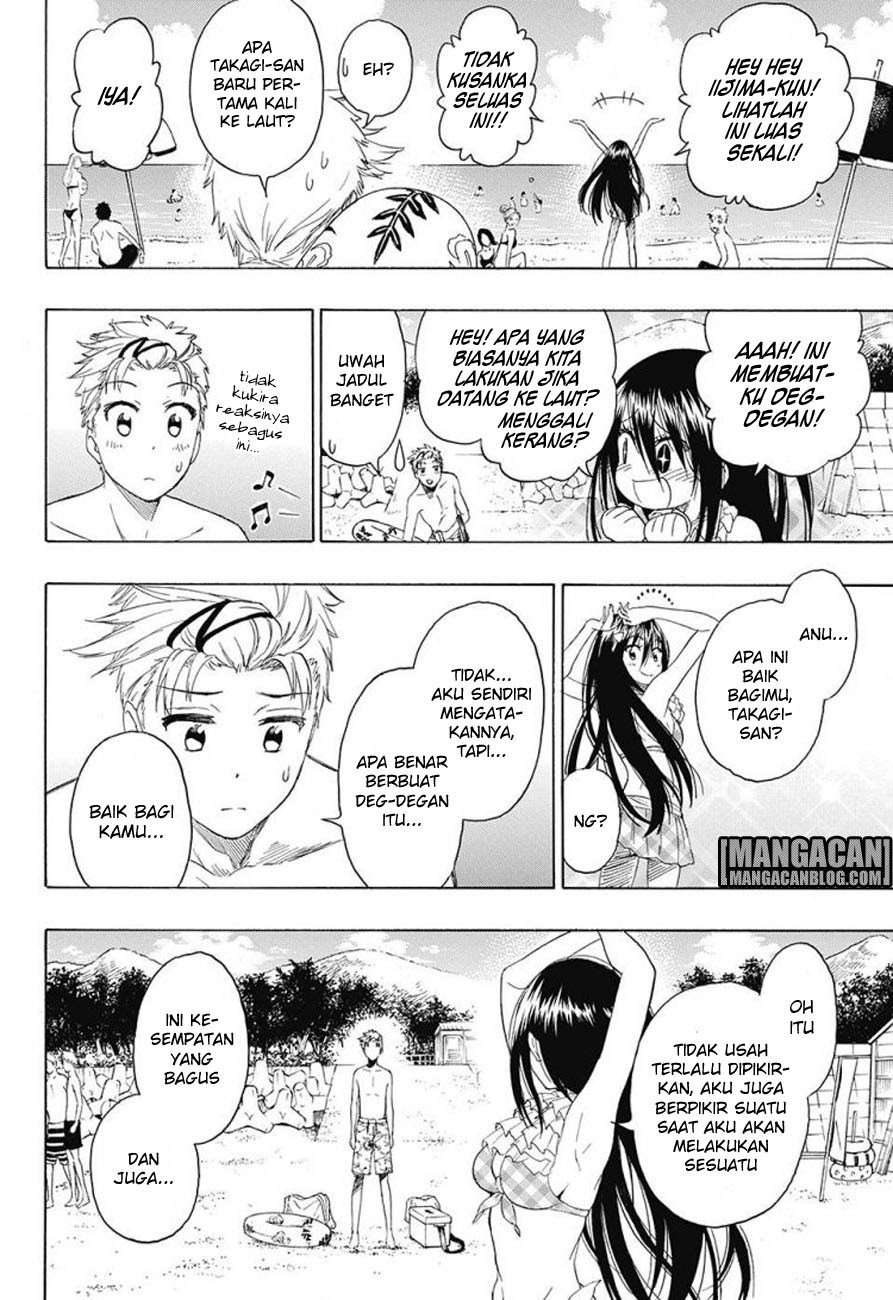 HEY HEY
IIJIMA-KUN!
LIHATLAH
INI LUAS
SEKALI!
TIDAK
KUSANKA
SELUAS
INI!!
EH?
APA
TAKAGI-SAN
BARU PER-
TAMA KALI
KE LAUT?
IYA!
AAAH! INI
MEMBUAT-
KU DEG-
DEGAN!
HEY! APA YANG
BIASANYA KITA
LAKUKAN JIKA
DATANG KE LAUT?
MENGGALI
KERANG?
UWAH
JADUL
BANGET
tidak
kukira
reaksinya
sebagus
ini...
ANU...
APA INI
BAIK
BAGIMU,
TAKAGI-
SAN?
NG?
TIDAK...
AKU SENDIRI
MENGATA-
KANNYA,
TAPI...
APA BENAR
BERBUAT
DEG-DEGAN
ITU...
BAIK BAGI
KAMU...
[MANGACAN]
MANGACANBLOG.COM
OH
ITU
TIDAK USAH
TERLALU DIPIKIR-
KAN, AKU JUGA
BERPIKIR SUATU
SAAT AKU AKAN
MELAKUKAN
SESUATU
INI KE-
SEMPATAN
YANG
BAGUS
DAN
JUGA...